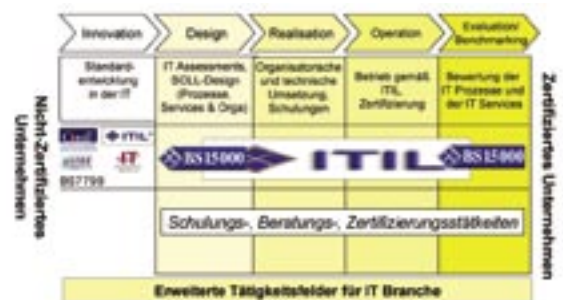 Innovation
Design
Realisation
Operation
Evaluation/
Benchmarking
Standard-
entwicklung
in der IT
IT Assessments,
SOLL-Design
(Prozesse,
Services & Orga)
Organisatorische
und technische
Umsetzung,
Schulungen
Betrieb gemäß
ITIL
Zertifizierung
Bewertung der
IT Prozesse und
der IT Services
Nicht-Zertifiziertes
Unternehmen
ITIL
BS7799
BS15000
ITIL
BS15000
Zertifiziertes Unternehmen
Schulungs-, Beratungs-, Zertifizierungsstätkeiten
Erweiterte Tätigkeitsfelder für IT Branche